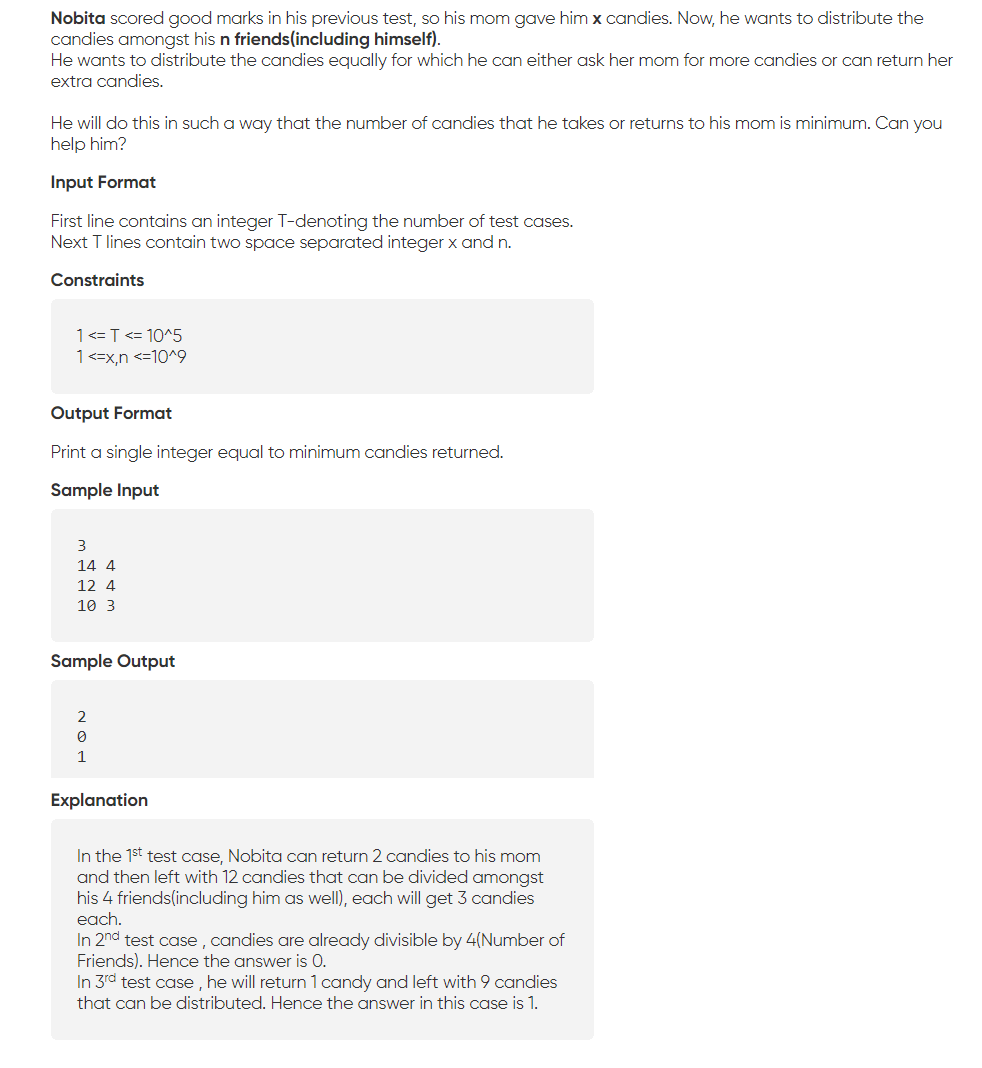 Nobita scored good marks in his previous test, so his mom gave him x candies. Now, he wants to distribute the
candies amongst his n friends(including himself).
He wants to distribute the candies equally for which he can either ask her mom for more candies or can return her
extra candies.
He will do this in such a way that the number of candies that he takes or returns to his mom is minimum. Can you
help him?
Input Format
First line contains an integer T-denoting the number of test cases.
Next T lines contain two space separated integer x and n.
Constraints
1 <= T <= 10^5
1 <=x,n <=10^9
Output Format
Print a single integer equal to minimum candies returned.
Sample Input
3
14 4
12 4
10 3
Sample Output
2
0
1
Explanation
In the 1st test case, Nobita can return 2 candies to his mom
and then left with 12 candies that can be divided amongst
his 4 friends(including him as well), each will get 3 candies
each.
In 2nd test case , candies are already divisible by 4(Number of
Friends). Hence the answer is 0.
In 3rd test case , he will return 1 candy and left with 9 candies
that can be distributed. Hence the answer in this case is 1.